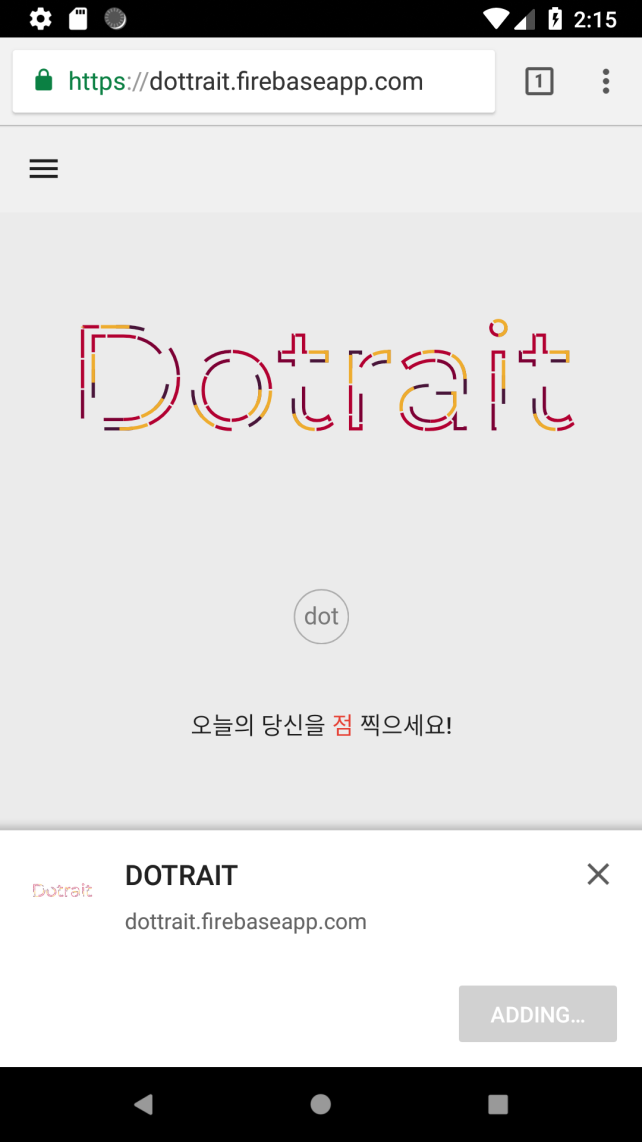 2:15
https://dottrait.firebaseapp.com
1
Dotrait
dot
오늘의 당신을 점 찍으세요!
Dotrait
DOTRAIT
dottrait.firebaseapp.com
ADDING...